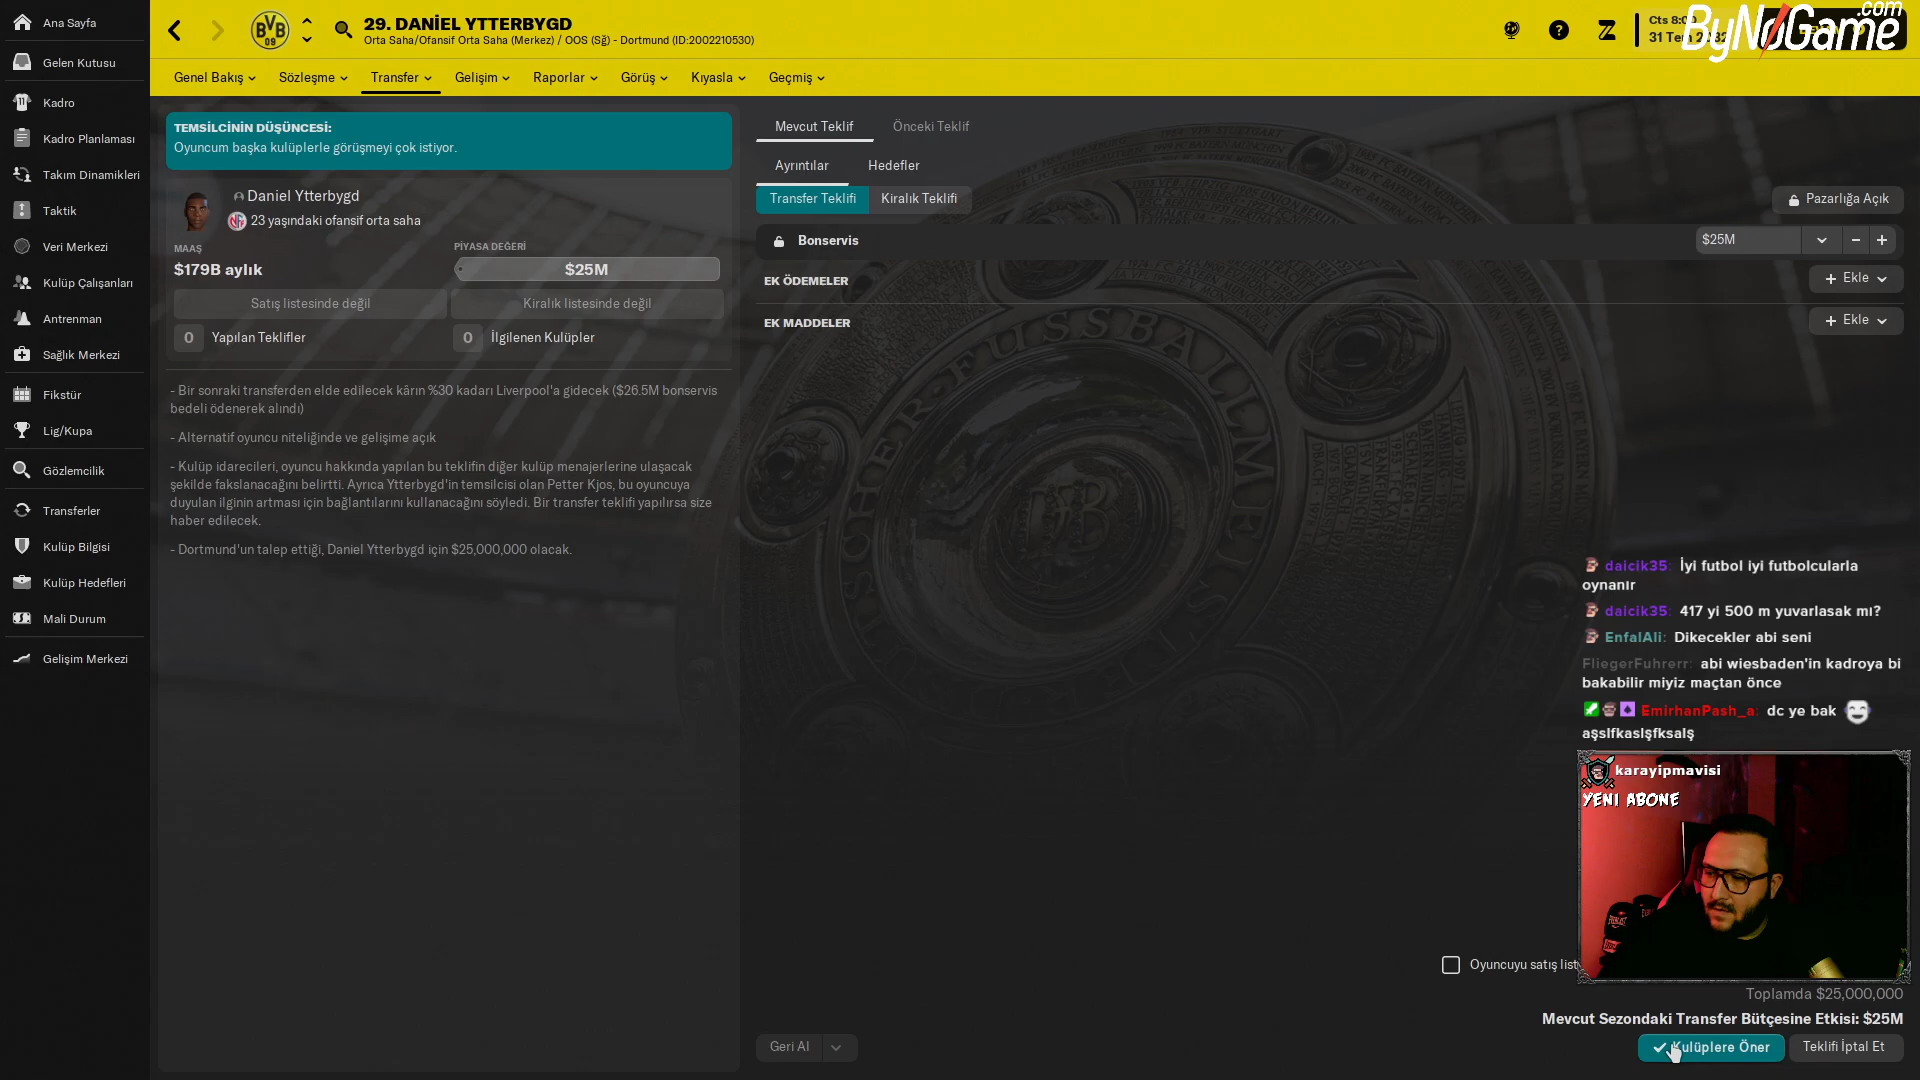 Ana Sayfa
Gelen Kutusu
Kadro
Kadro Planlaması
Takım Dinamikleri
Taktik
Veri Merkezi
Kulüp Çalışanları
Antrenman
Sağlık Merkezi
Fikstür
Lig/Kupa
Gözlemcilik
Transferler
Kulüp Bilgisi
Kulüp Hedefleri
Mali Durum
Gelişim Merkezi
BVB 09
29. DANİEL YTTERBYGD
Orta Saha/Ofansif Orta Saha (Merkez) / OOS (Sğ) - Dortmund (ID:2002210530)
Cts
31 Tem
ByNoGame.com
Genel Bakış
Sözleşme
Transfer
Gelişim
Raporlar
Görüş
Kıyasla
Geçmiş
TEMSİLCİNİN DÜŞÜNCESİ:
Oyuncum başka kulüplerle görüşmeyi çok istiyor.
Daniel Ytterbygd
23 yaşındaki ofansif orta saha
MAAŞ
$179B aylık
PİYASA DEĞERİ
$25M
Satış listesinde değil
Kiralık listesinde değil
0 Yapılan Teklifler
0 İlgilenen Kulüpler
- Bir sonraki transferden elde edilecek kârın %30 kadarı Liverpool'a gidecek ($26.5M bonservis
bedeli ödenerek alındı)
- Alternatif oyuncu niteliğinde ve gelişime açık
- Kulüp idarecileri, oyuncu hakkında yapılan bu teklifin diğer kulüp menajerlerine ulaşacak
şekilde fakslanacağını belirtti. Ayrıca Ytterbygd'in temsilcisi olan Petter Kjos, bu oyuncuya
duyulan ilginin artması için bağlantılarını kullanacağını söyledi. Bir transfer teklifi yapılırsa size
haber edilecek.
- Dortmund'un talep ettiği, Daniel Ytterbygd için $25,000,000 olacak.
Mevcut Teklif
Önceki Teklif
Ayrıntılar
Hedefler
Transfer Teklifi
Kiralık Teklifi
Pazarlığa Açık
Bonservis
$25M
EK ÖDEMELER
Ekle
EK MADDELER
Ekle
daicik35: İyi futbol iyi futbolcularla
oynanır
daicik35: 417 yi 500 m yuvarlasak mı?
EnfalAli: Dikecekler abi seni
FliegerFuhrerr: abi wiesbaden'in kadroya bi
bakabilir miyiz maçtan önce
EmirhanPash_a: dc ye bak
aşslfkaslşfksalş
karayipmavisi
YENI ABONE
Oyuncuyu satış list
Toplamda $25,000,000
Mevcut Sezondaki Transfer Bütçesine Etkisi: $25M
Geri Al
Kulüplere Öner
Teklifi İptal Et